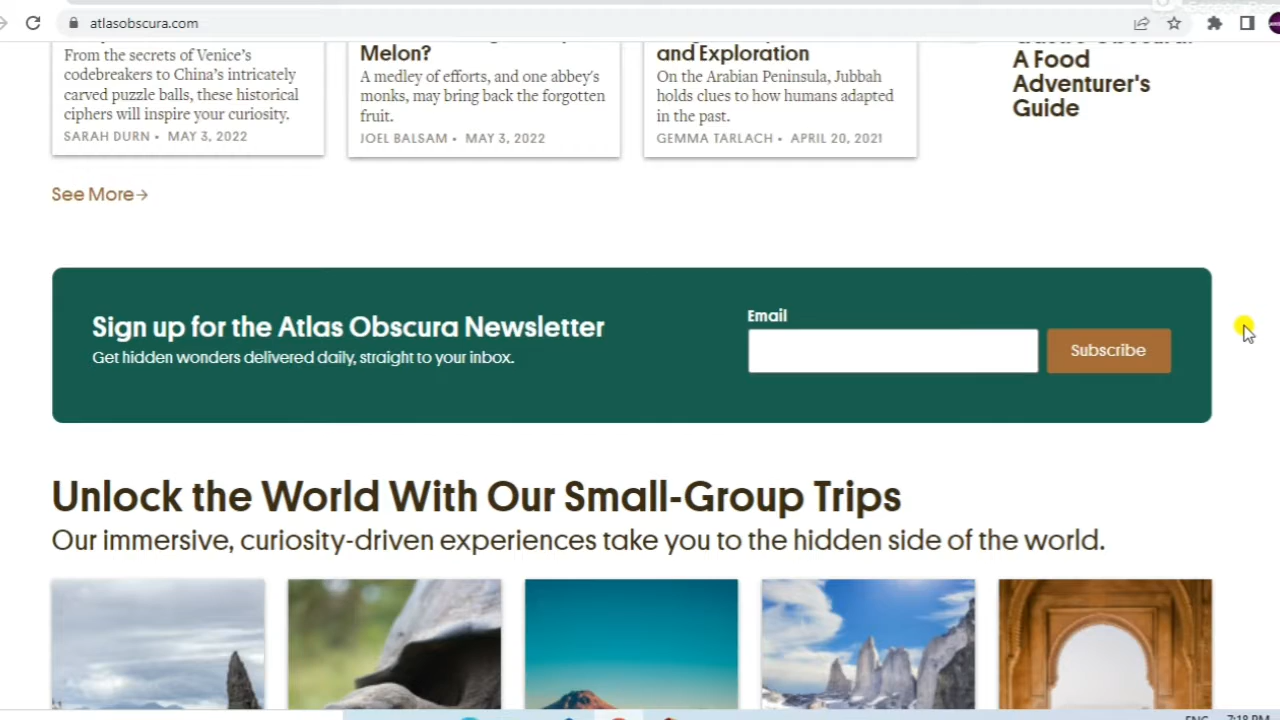 atlasobscura.com
From the secrets of Venice's
codebreakers to China's intricately
carved puzzle balls, these historical
ciphers will inspire your curiosity.
SARAH DURN • MAY 3, 2022
Melon?
A medley of efforts, and one abbey's
monks, may bring back the forgotten
fruit.
JOEL BALSAM • MAY 3, 2022
and Exploration
On the Arabian Peninsula, Jubbah
holds clues to how humans adapted
in the past.
GEMMA TARLACH • APRIL 20, 2021
A Food
Adventurer's
Guide
See More→
Sign up for the Atlas Obscura Newsletter
Get hidden wonders delivered daily, straight to your inbox.
Email
Subscribe
Unlock the World With Our Small-Group Trips
Our immersive, curiosity-driven experiences take you to the hidden side of the world.
ENG 7:18 PM